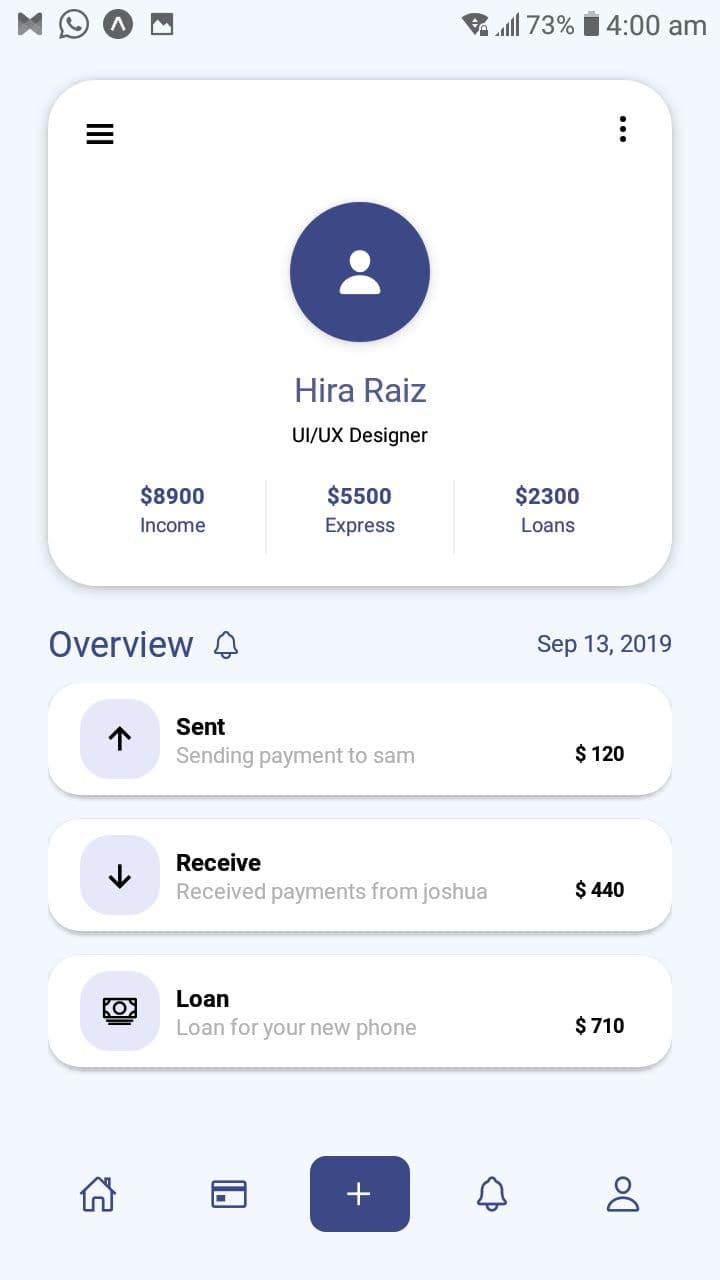 73% 4:00 am
Hira Raiz
UI/UX Designer
$8900 $5500 $2300
Income Express Loans
Overview Sep 13, 2019
Sent
Sending payment to sam
$ 120
Receive
Received payments from joshua
$ 440
Loan
Loan for your new phone
$ 710